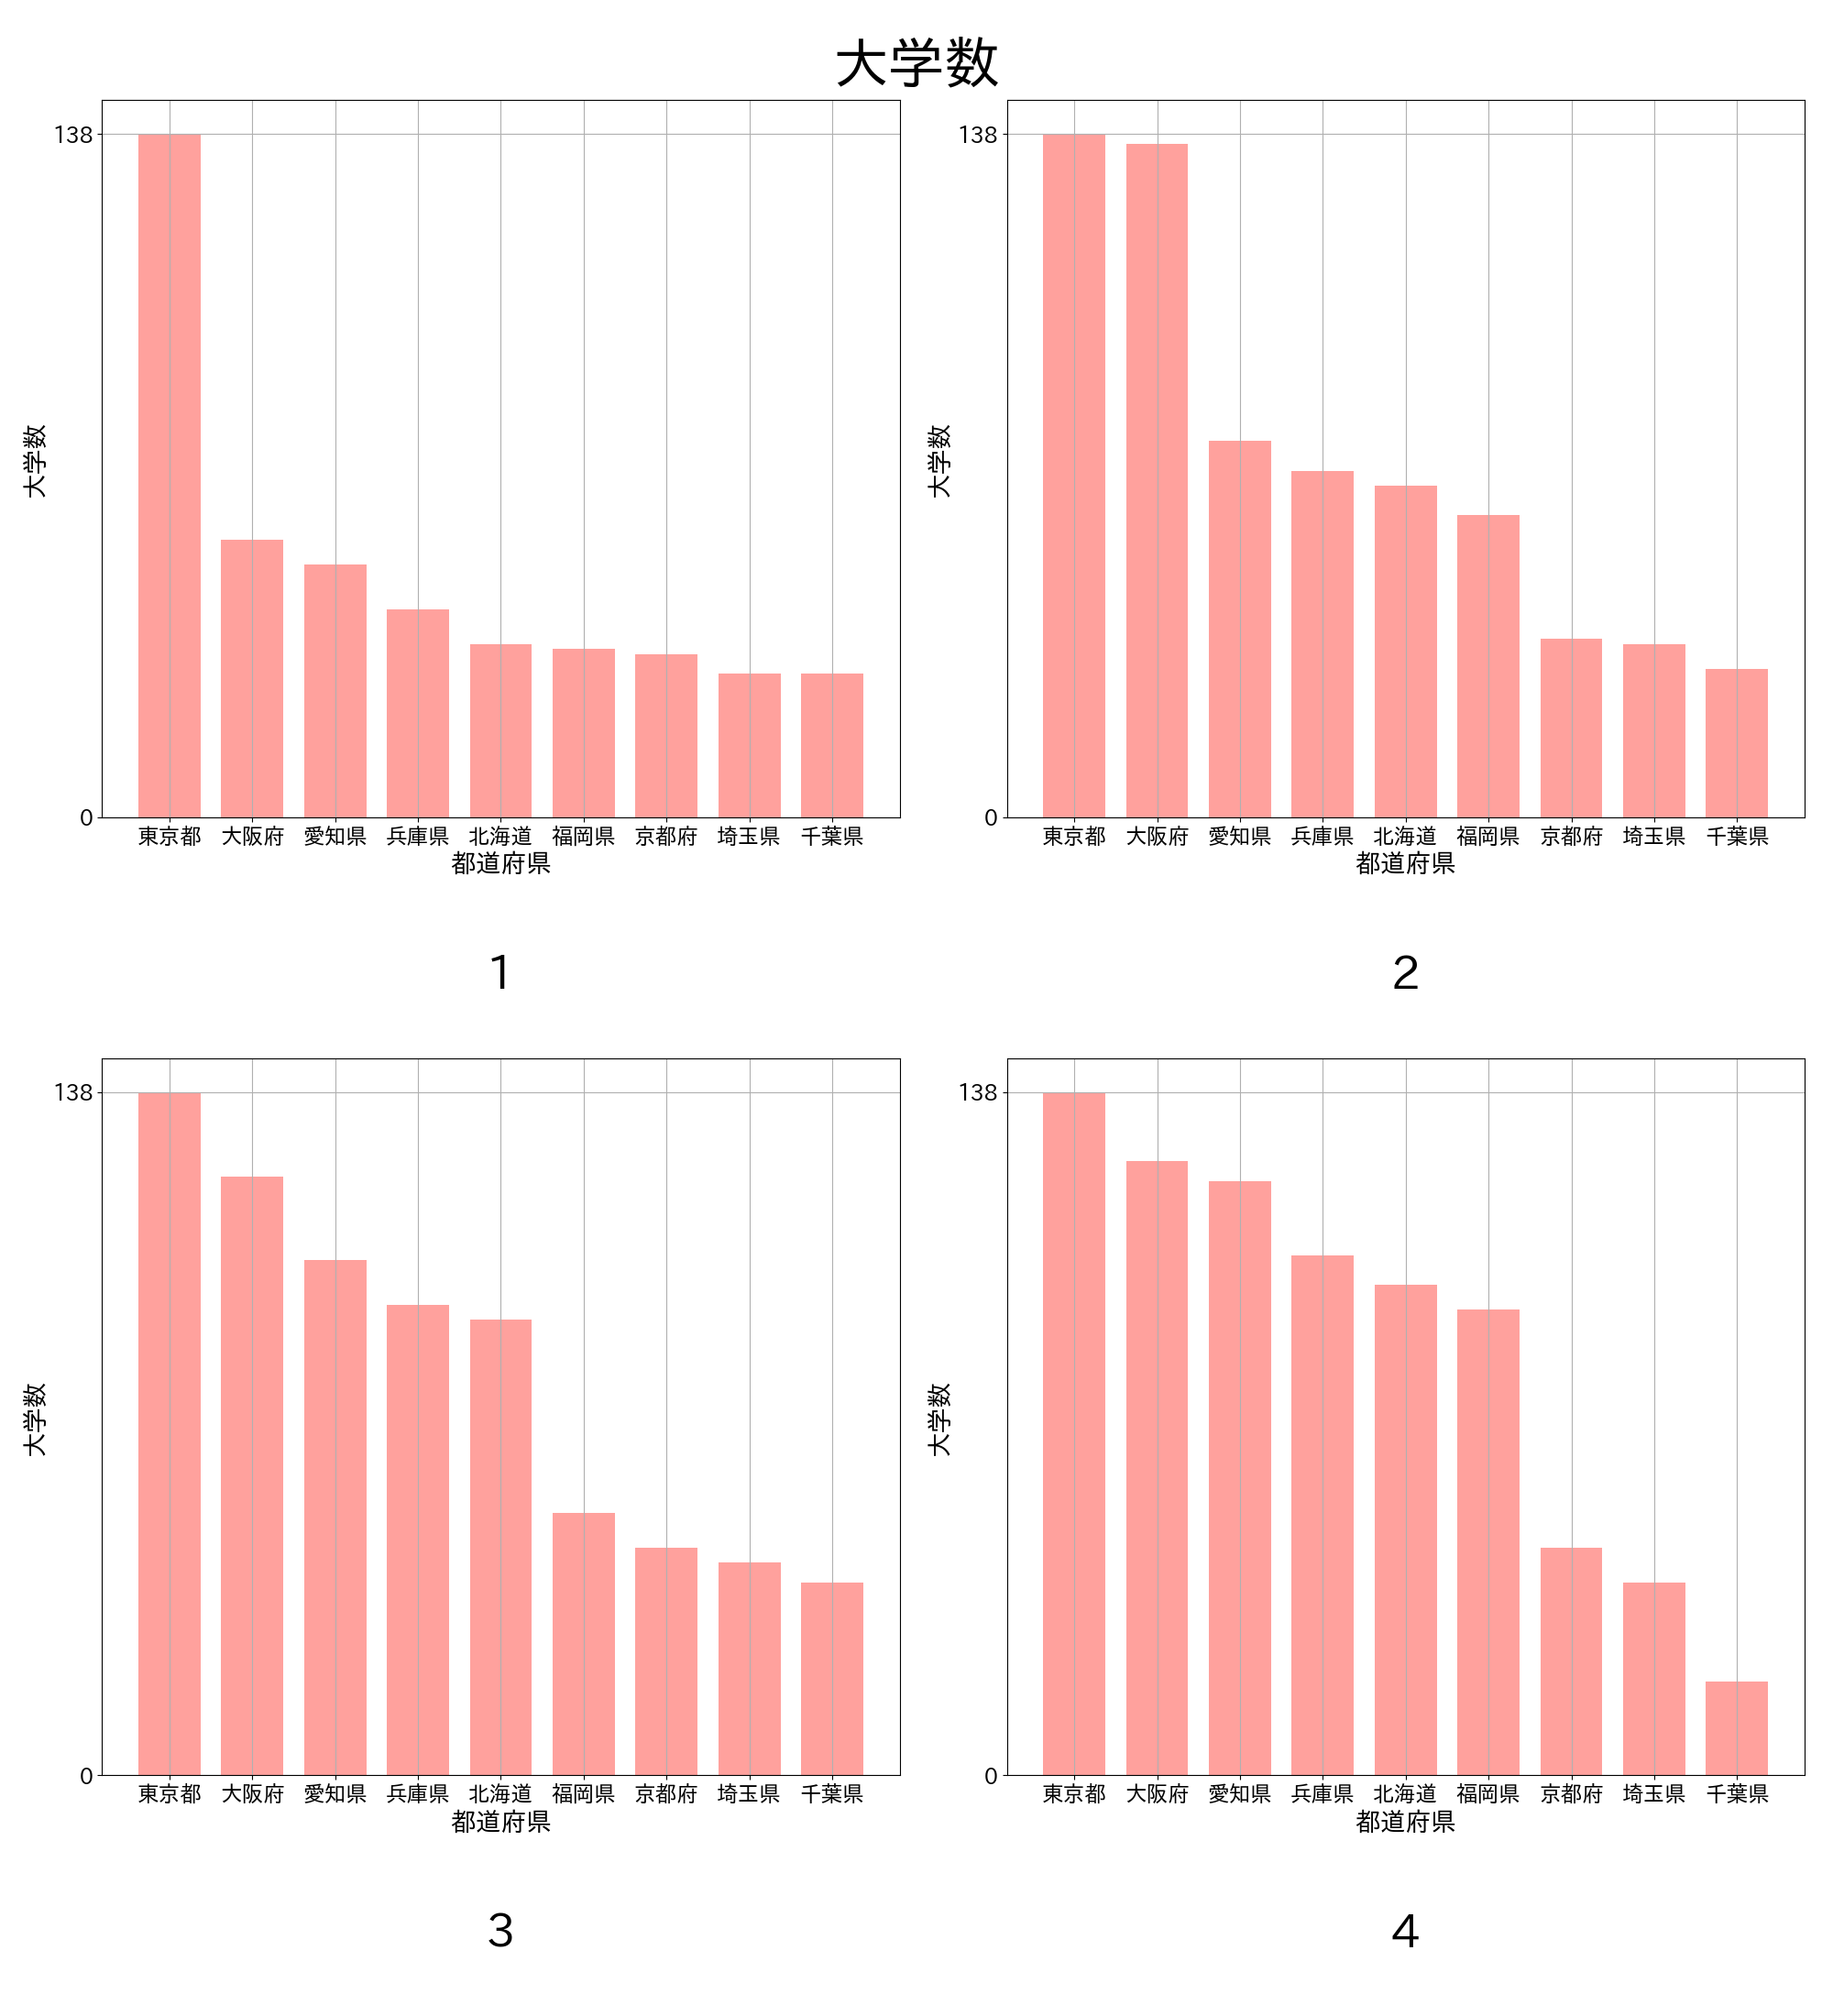 大学数
138
0
大学数
東京都 大阪府 愛知県 兵庫県 北海道 福岡県 京都府 埼玉県 千葉県
都道府県
1
138
0
大学数
東京都 大阪府 愛知県 兵庫県 北海道 福岡県 京都府 埼玉県 千葉県
都道府県
2
138
0
大学数
東京都 大阪府 愛知県 兵庫県 北海道 福岡県 京都府 埼玉県 千葉県
都道府県
3
138
0
大学数
東京都 大阪府 愛知県 兵庫県 北海道 福岡県 京都府 埼玉県 千葉県
都道府県
4